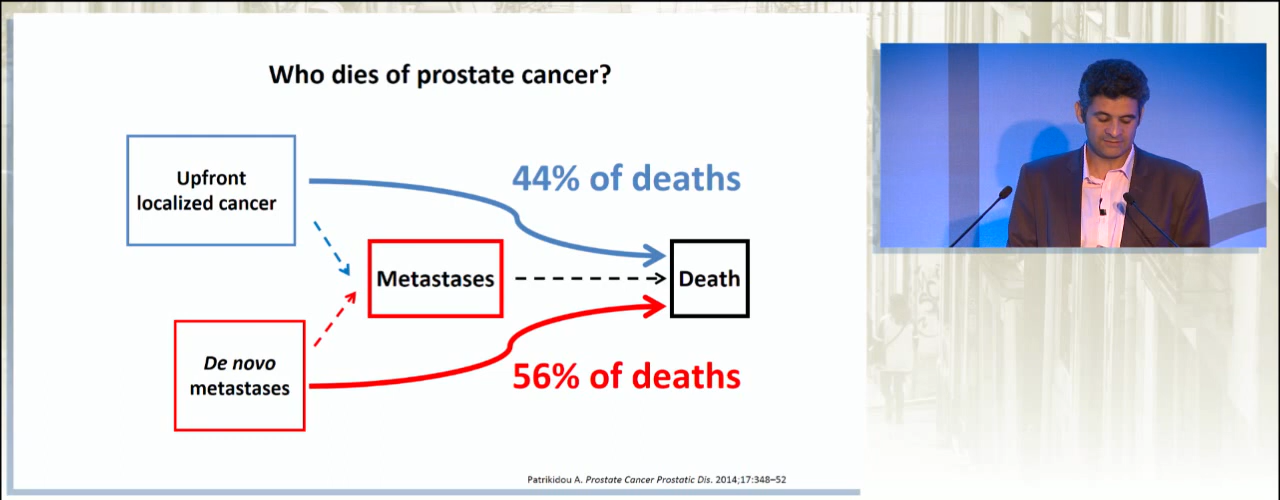 Who dies of prostate cancer?
Upfront
localized cancer
44% of deaths
Metastases
Death
De novo
metastases
56% of deaths
Patrikidou A. Prostate Cancer Prostatic Dis. 2014;17:348–52